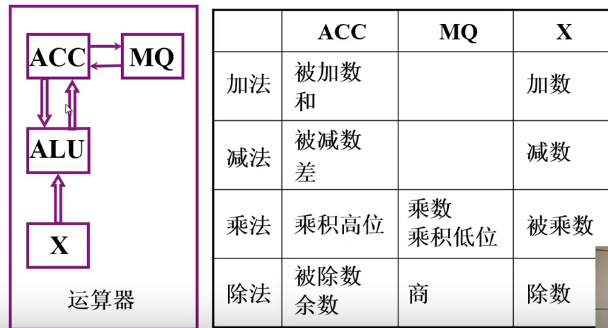 ACC
MQ
ALU
X
运算器
ACC MQ X
加法 被加数 加数
和
减法 被减数 减数
差
乘法 乘积高位 乘数 被乘数
乘积低位
除法 被除数 商 除数
余数